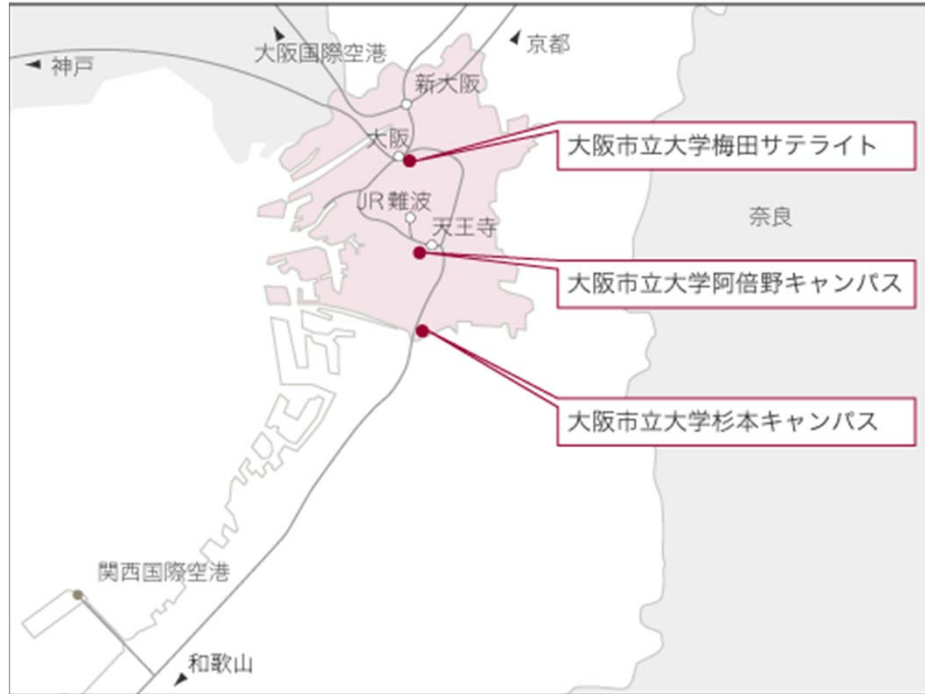 京都
大阪国際空港
神戸
新大阪
大阪
大阪市立大学梅田サテライト
JR難波
奈良
天王寺
大阪市立大学阿倍野キャンパス
大阪市立大学杉本キャンパス
関西国際空港
和歌山